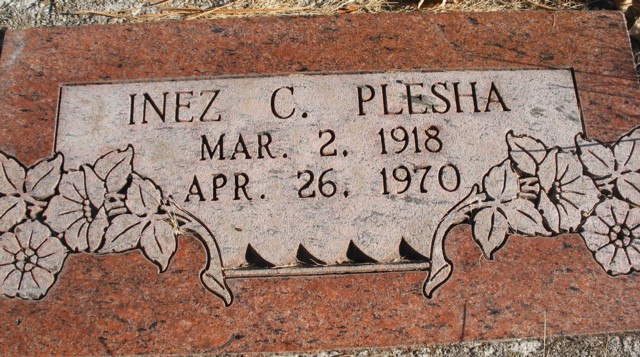 INEZ C. PLESHA
MAR. 2, 1918
APR. 26, 1970